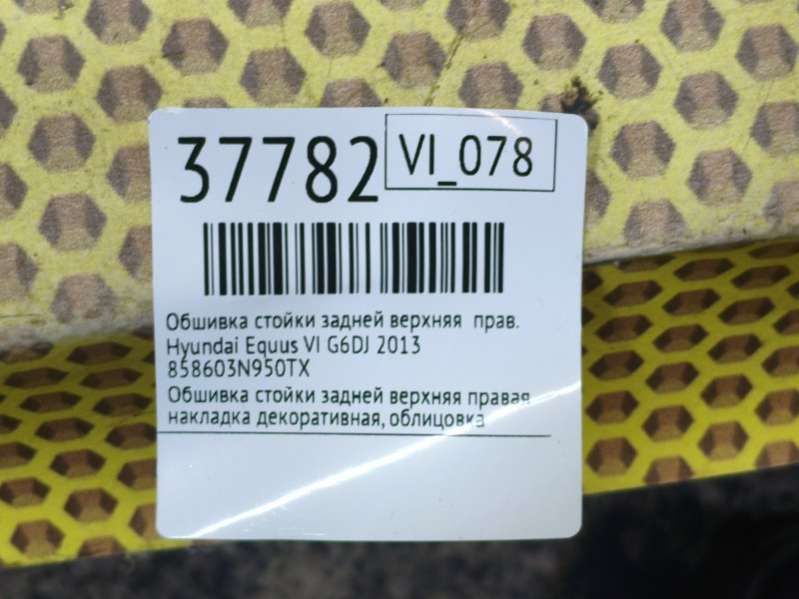 37782 VI_078
Обшивка стойки задней верхняя прав.
Hyundai Equus VI G6DJ 2013
858603N950TX
Обшивка стойки задней верхняя правая
накладка декоративная, облицовка